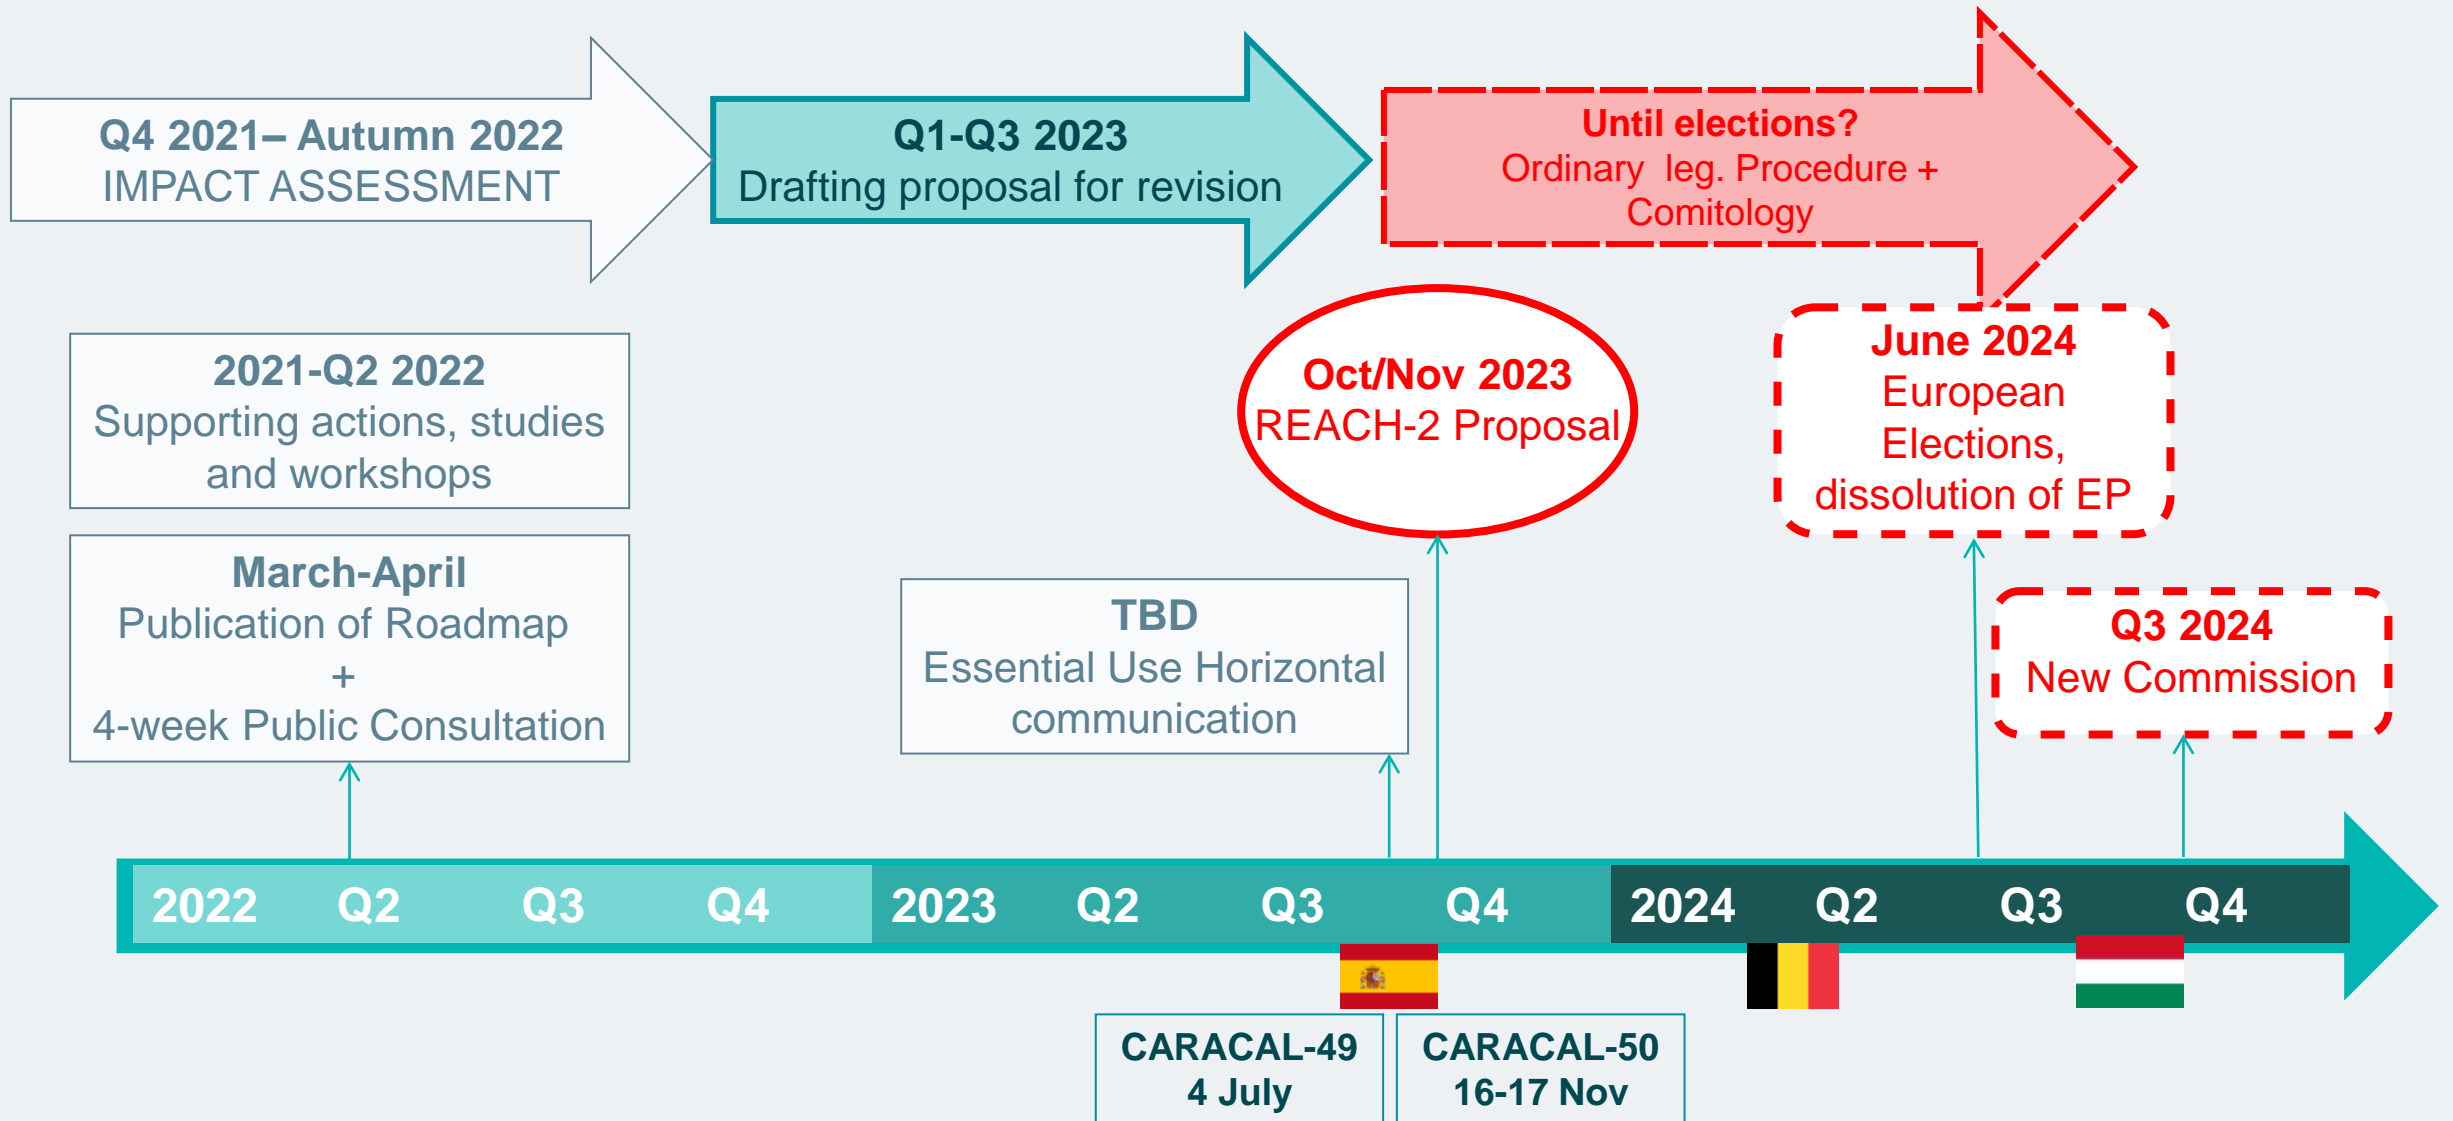 Q4 2021– Autumn 2022
IMPACT ASSESSMENT
Q1-Q3 2023
Drafting proposal for revision
Until elections?
Ordinary leg. Procedure +
Comitology
2021-Q2 2022
Supporting actions, studies
and workshops
Oct/Nov 2023
REACH-2 Proposal
June 2024
European
Elections,
dissolution of EP
March-April
Publication of Roadmap
+
4-week Public Consultation
TBD
Essential Use Horizontal
communication
Q3 2024
New Commission
2022 Q2 Q3 Q4 2023 Q2 Q3 Q4 2024 Q2 Q3 Q4
CARACAL-49
4 July
CARACAL-50
16-17 Nov